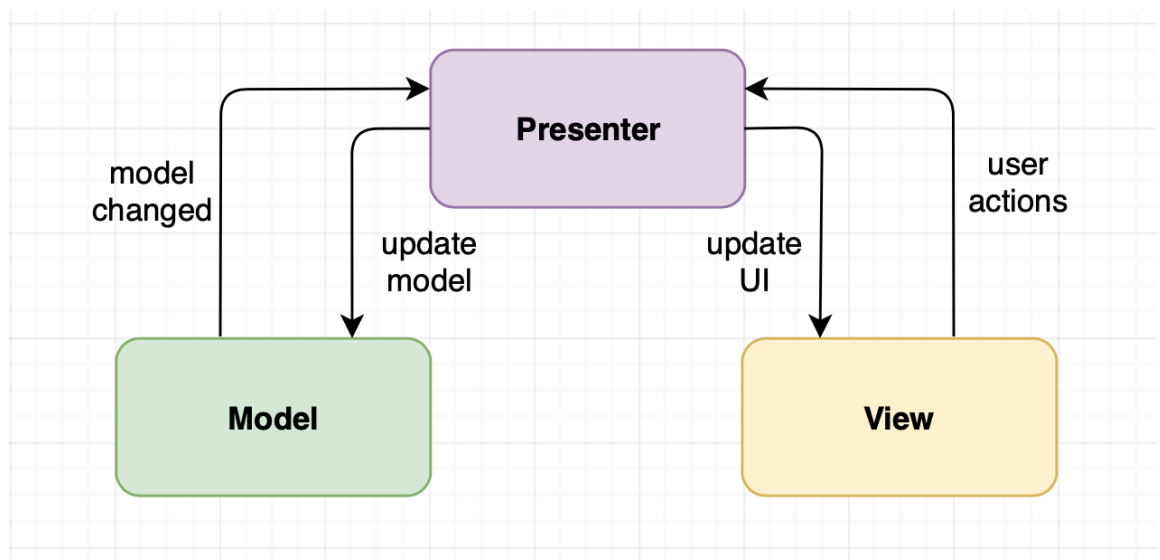 Presenter
model
changed
user
actions
update
model
update
UI
Model
View